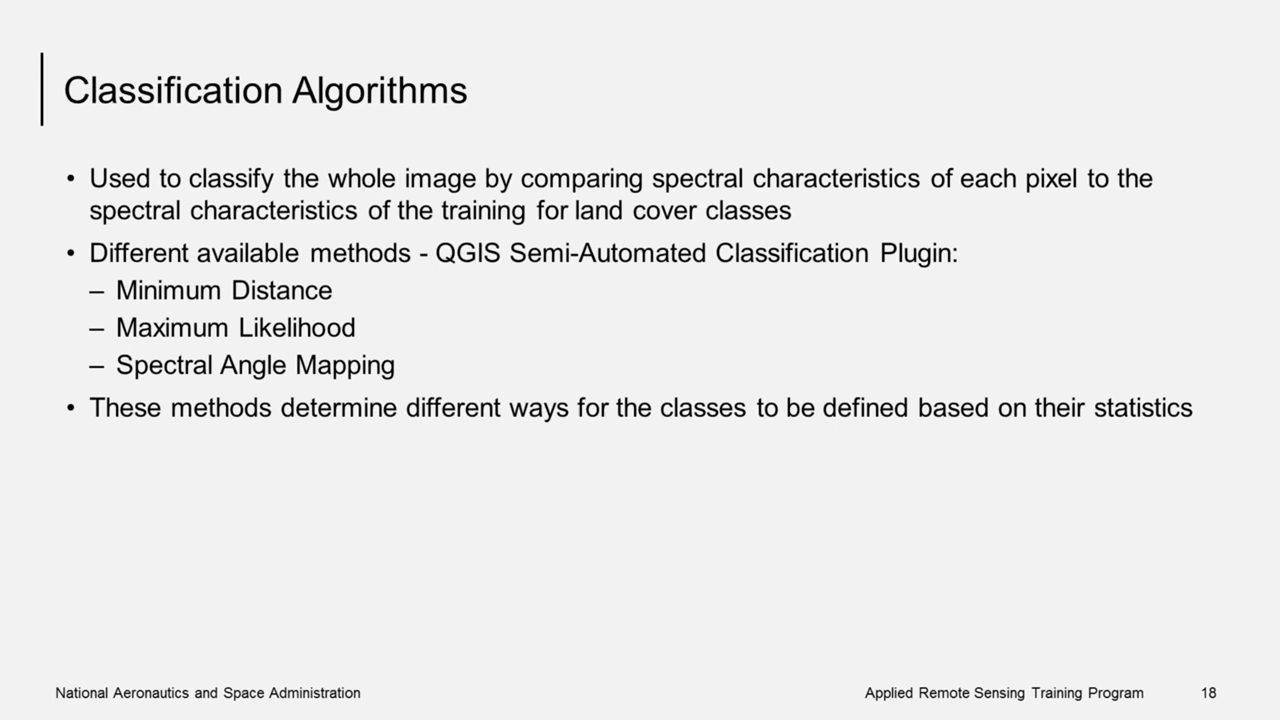 Classification Algorithms
• Used to classify the whole image by comparing spectral characteristics of each pixel to the
spectral characteristics of the training for land cover classes
• Different available methods - QGIS Semi-Automated Classification Plugin:
– Minimum Distance
– Maximum Likelihood
– Spectral Angle Mapping
• These methods determine different ways for the classes to be defined based on their statistics
National Aeronautics and Space Administration
Applied Remote Sensing Training Program
18